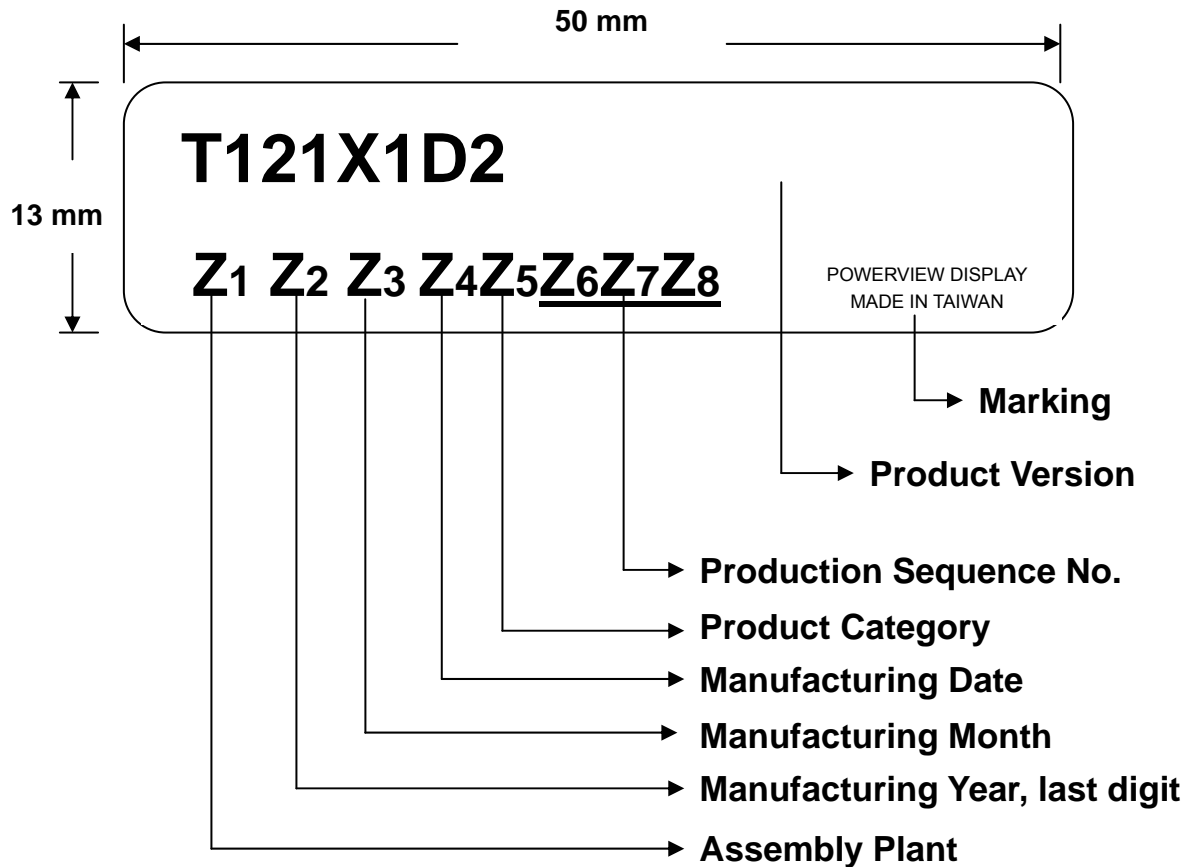 50 mm
T121X1D2
13 mm
Z1 Z2 Z3 Z4Z5Z6Z7Z8
POWERVIEW DISPLAY
MADE IN TAIWAN
Marking
Product Version
Production Sequence No.
Product Category
Manufacturing Date
Manufacturing Month
Manufacturing Year, last digit
Assembly Plant